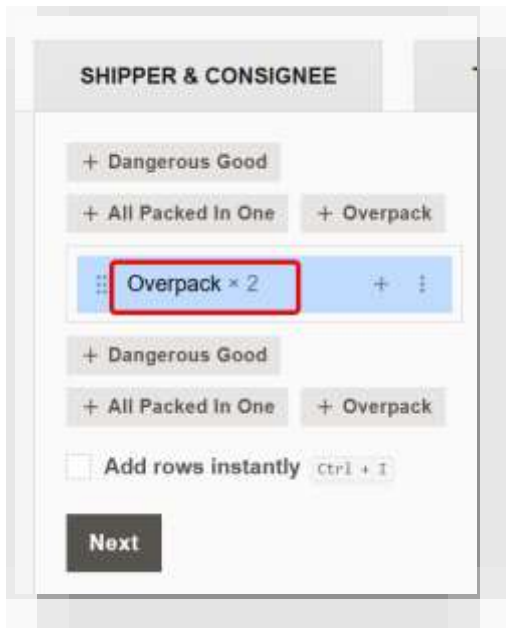 SHIPPER & CONSIGNEE
+ Dangerous Good
+ All Packed In One + Overpack
Overpack × 2 +
+ Dangerous Good
+ All Packed In One + Overpack
Add rows instantly Ctrl + I
Next